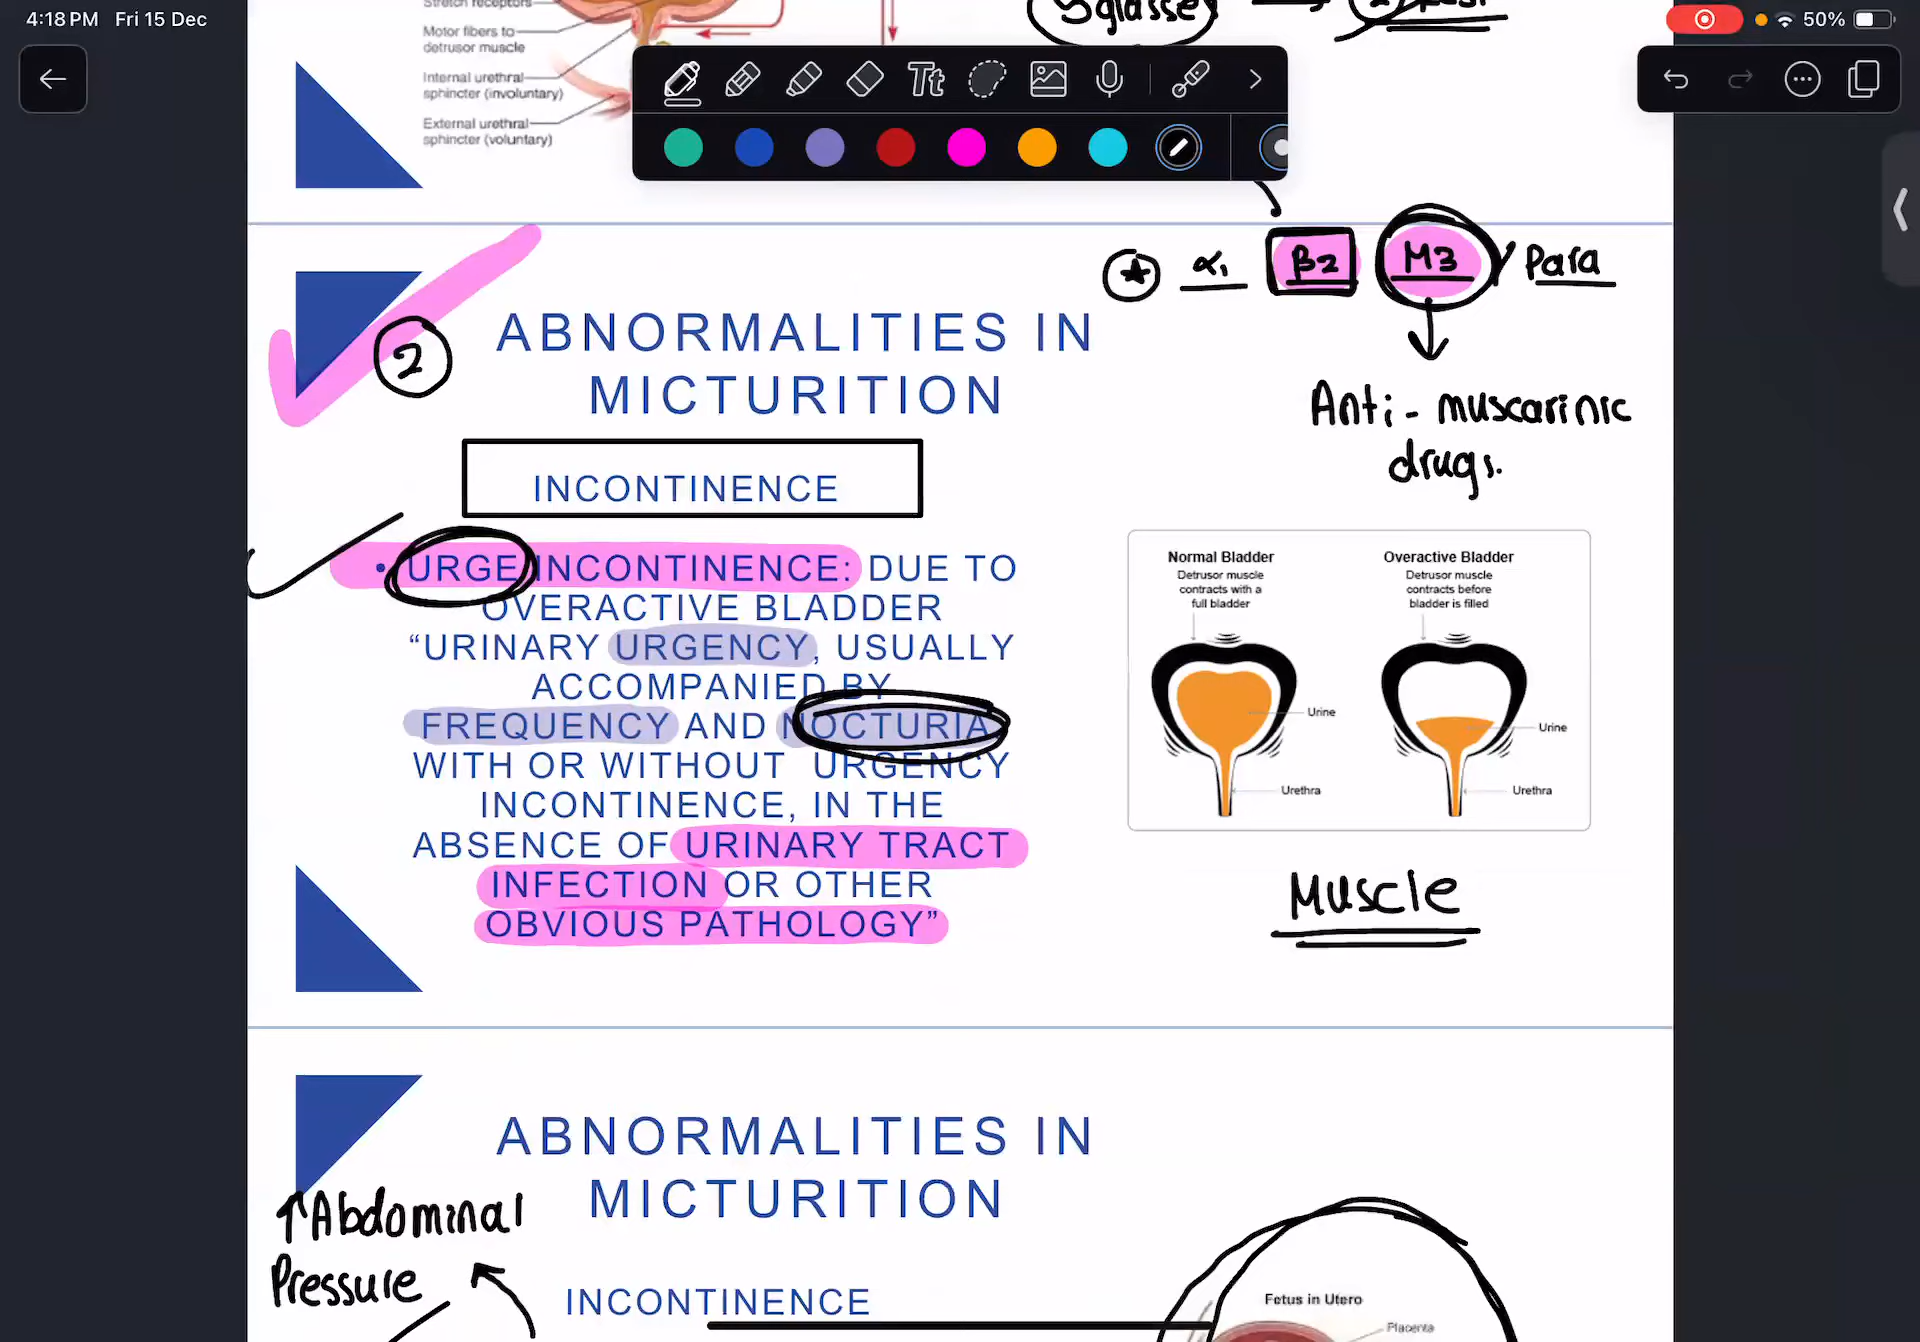 4:18 PM Fri 15 Dec
50%
Stretch receptors
Motor fibers to
detrusor muscle
Internal urethral
sphincter (involuntary)
External urethral
sphincter (voluntary)
Tt
α1 β2 M3 Para
2
ABNORMALITIES IN
MICTURITION
Anti-muscarinic
drugs.
INCONTINENCE
• URGE INCONTINENCE: DUE TO
OVERACTIVE BLADDER
“URINARY URGENCY, USUALLY
ACCOMPANIED BY
FREQUENCY AND NOCTURIA,
WITH OR WITHOUT URGENCY
INCONTINENCE, IN THE
ABSENCE OF URINARY TRACT
INFECTION OR OTHER
OBVIOUS PATHOLOGY”
Normal Bladder
Detrusor muscle
contracts with a
full bladder
Urine
Urethra
Overactive Bladder
Detrusor muscle
contracts before
bladder is filled
Urine
Urethra
Muscle
ABNORMALITIES IN
MICTURITION
↑Abdominal
Pressure
INCONTINENCE
Fetus in Utero
Placenta